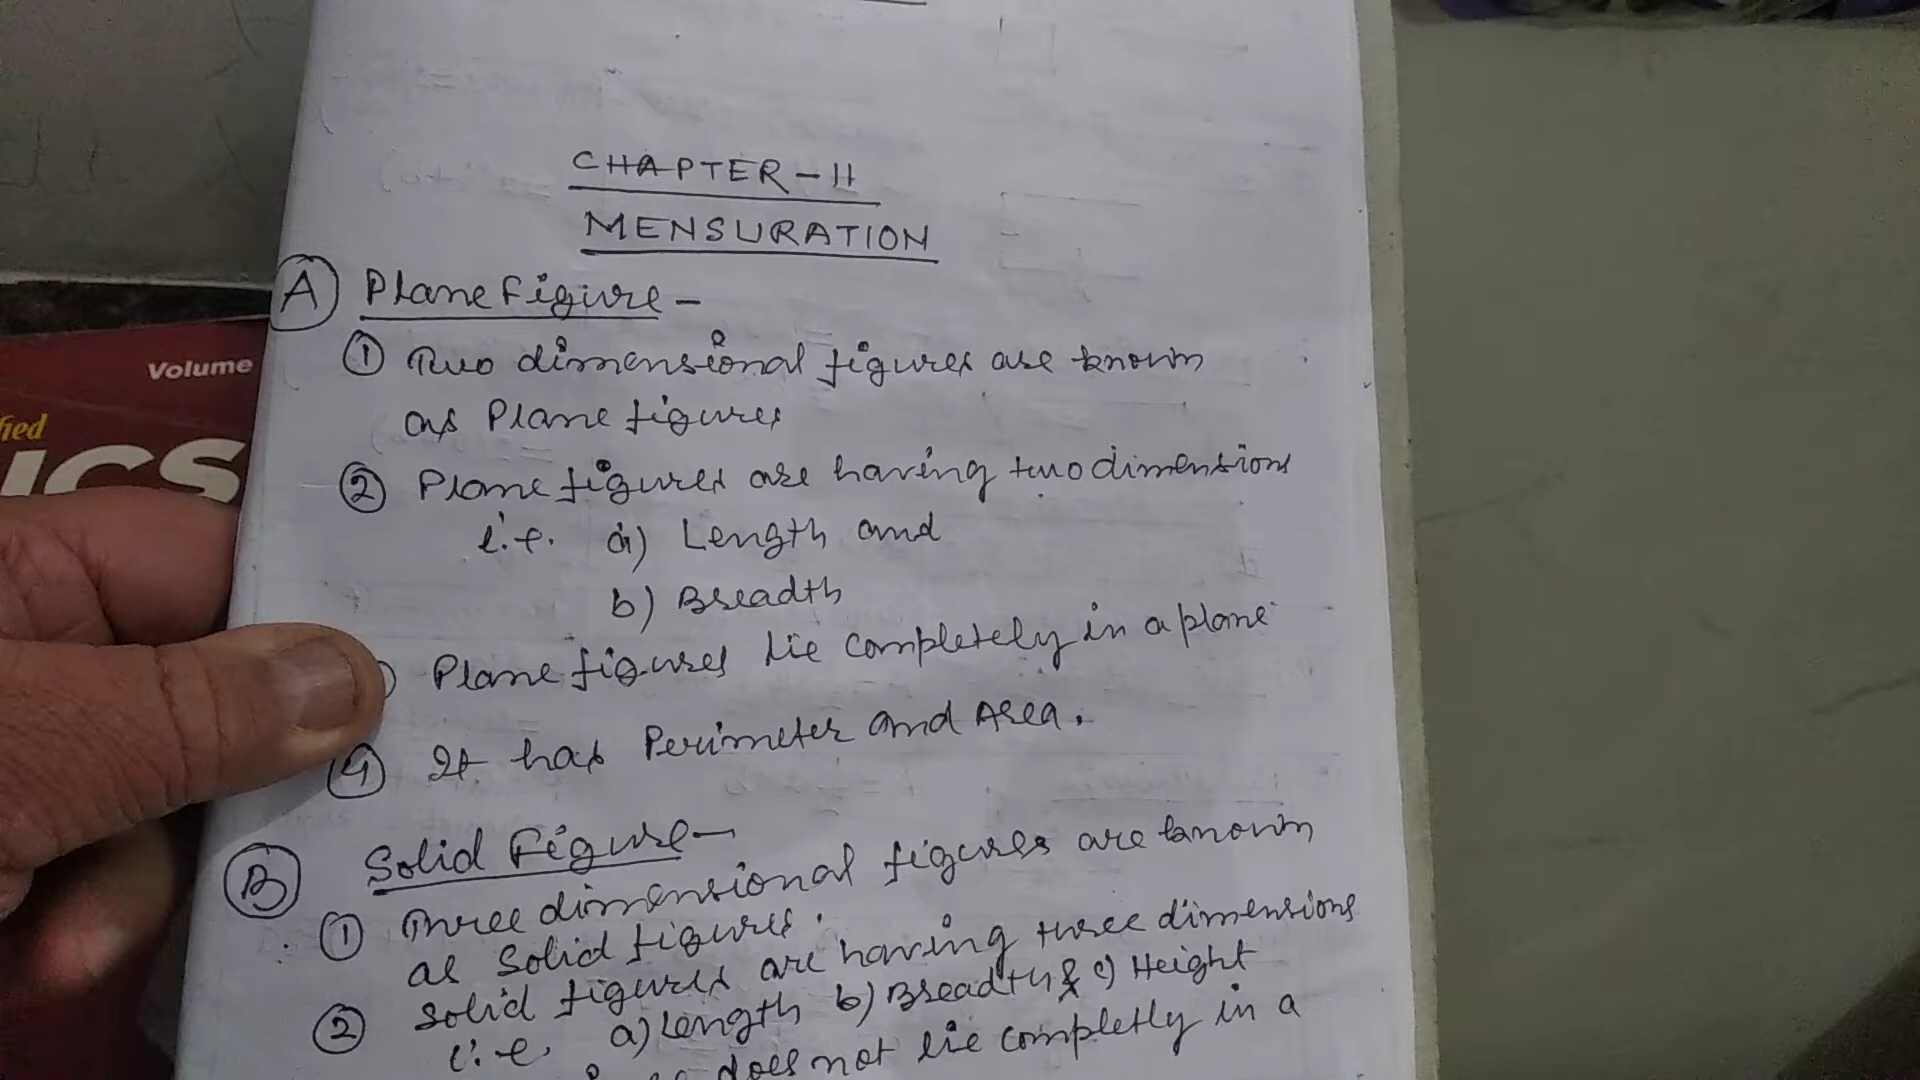 CHAPTER-11
MENSURATION
A Plane Figure -
1 Two dimensional figures are known
as Plane figures
2 Plane figures are having two dimensions
i.e. a) Length and
b) Breadth
Plane figures lie completely in a plane
4 It has Perimeter and Area.
B Solid Figure -
1 Three dimensional figures are known
as Solid figures.
2 Solid figures are having three dimensions
i.e. a) Length b) Breadth & c) Height
does not lie completly in a
Volume
fied
ICS